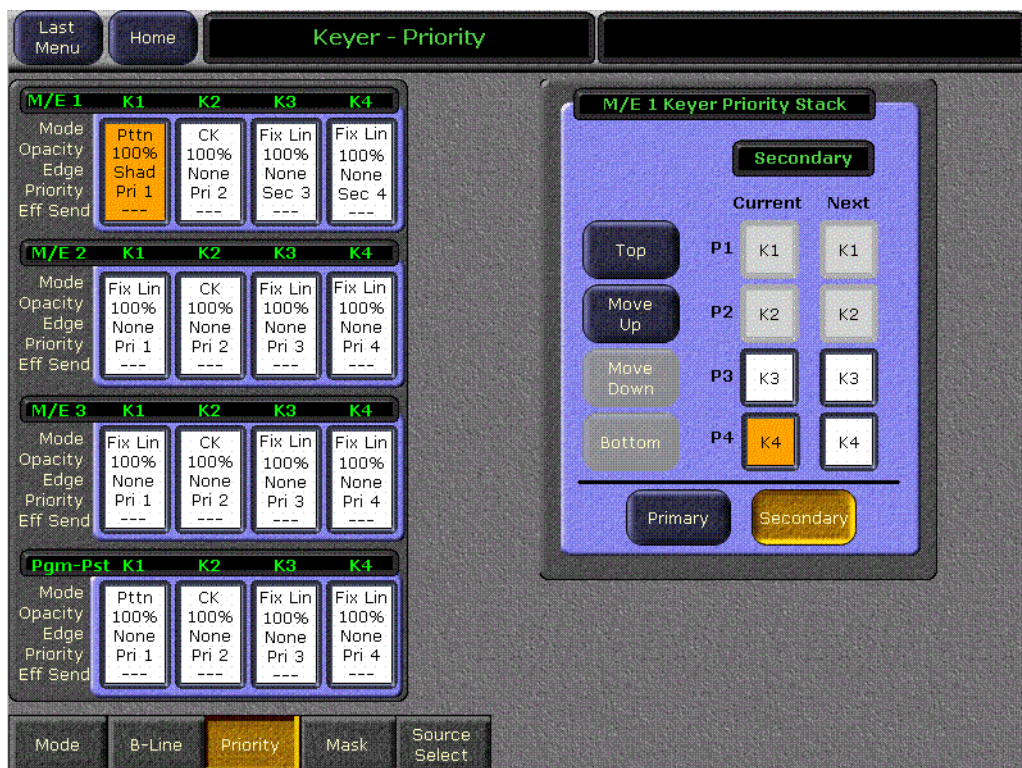 Last Menu
Home
Keyer - Priority
M/E 1 K1 K2 K3 K4
Mode Pttn CK Fix Lin Fix Lin
Opacity 100% 100% 100% 100%
Edge Shad None None None
Priority Pri 1 Pri 2 Sec 3 Sec 4
Eff Send --- --- --- ---
M/E 2 K1 K2 K3 K4
Mode Fix Lin CK Fix Lin Fix Lin
Opacity 100% 100% 100% 100%
Edge None None None None
Priority Pri 1 Pri 2 Pri 3 Pri 4
Eff Send --- --- --- ---
M/E 3 K1 K2 K3 K4
Mode Fix Lin CK Fix Lin Fix Lin
Opacity 100% 100% 100% 100%
Edge None None None None
Priority Pri 1 Pri 2 Pri 3 Pri 4
Eff Send --- --- --- ---
Pgm-Pst K1 K2 K3 K4
Mode Pttn CK Fix Lin Fix Lin
Opacity 100% 100% 100% 100%
Edge None None None None
Priority Pri 1 Pri 2 Pri 3 Pri 4
Eff Send --- --- --- ---
M/E 1 Keyer Priority Stack
Secondary
Current Next
Top P1 K1 K1
Move Up P2 K2 K2
Move Down P3 K3 K3
Bottom P4 K4 K4
Primary Secondary
Mode B-Line Priority Mask Source Select